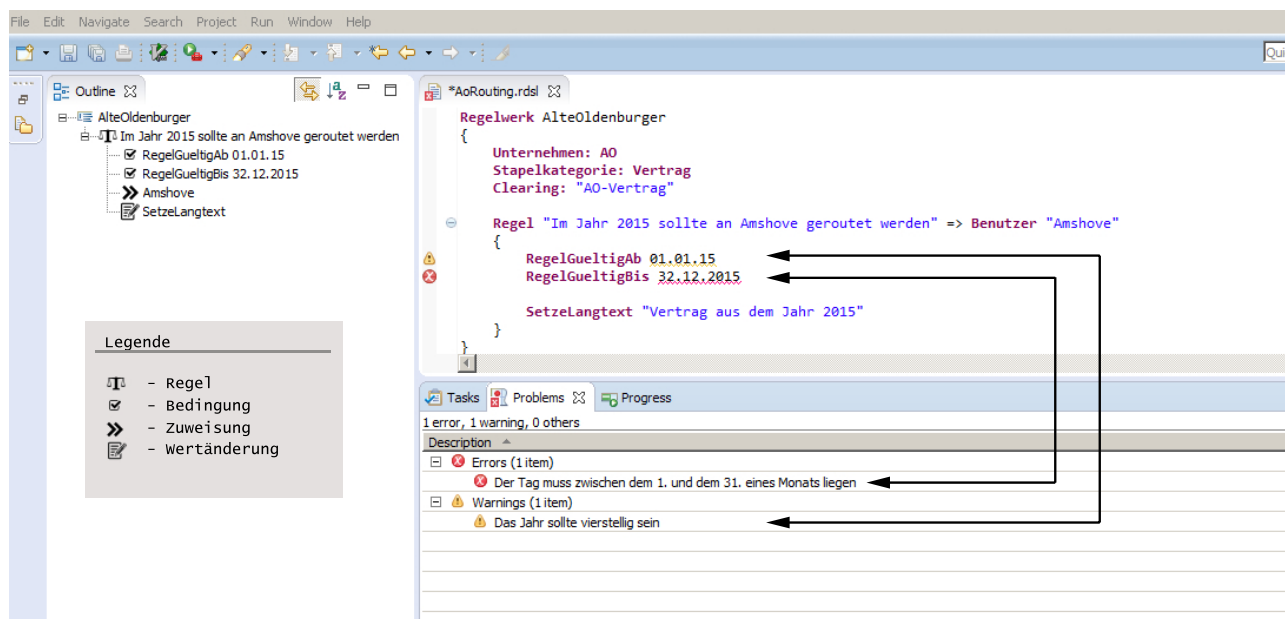 File Edit Navigate Search Project Run Window Help
Qui
Outline
AlteOldenburger
Im Jahr 2015 sollte an Amshove geroutet werden
RegelGueltigAb 01.01.15
RegelGueltigBis 32.12.2015
Amshove
SetzeLangtext
Legende
- Regel
- Bedingung
- Zuweisung
- Wertänderung
*AoRouting.rdsl
Regelwerk AlteOldenburger
{
Unternehmen: AO
Stapelkategorie: Vertrag
Clearing: "AO-Vertrag"
Regel "Im Jahr 2015 sollte an Amshove geroutet werden" => Benutzer "Amshove"
{
RegelGueltigAb 01.01.15
RegelGueltigBis 32.12.2015
SetzeLangtext "Vertrag aus dem Jahr 2015"
}
}
Tasks Problems Progress
1 error, 1 warning, 0 others
Description
Errors (1 item)
Der Tag muss zwischen dem 1. und dem 31. eines Monats liegen
Warnings (1 item)
Das Jahr sollte vierstellig sein